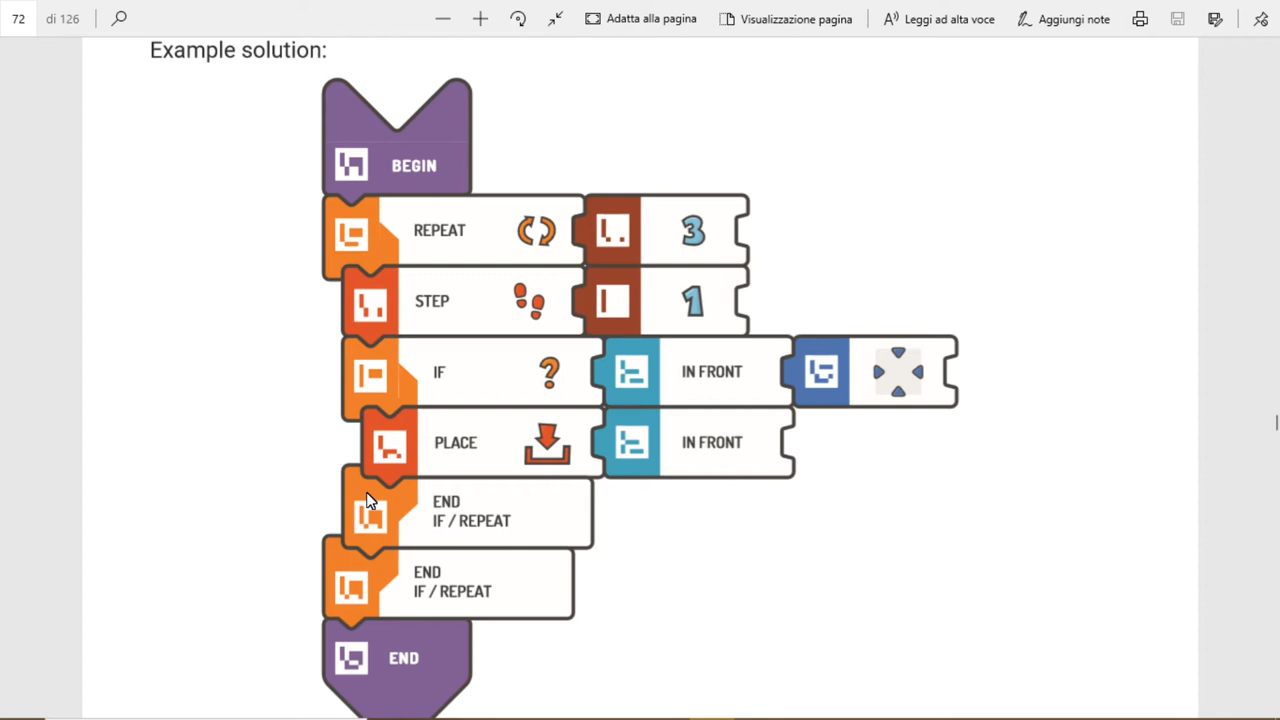 72 di 126 Adatta alla pagina Visualizzazione pagina Leggi ad alta voce Aggiungi note
Example solution:
BEGIN
REPEAT 3
STEP 1
IF ? IN FRONT
PLACE IN FRONT
END
IF / REPEAT
END
IF / REPEAT
END